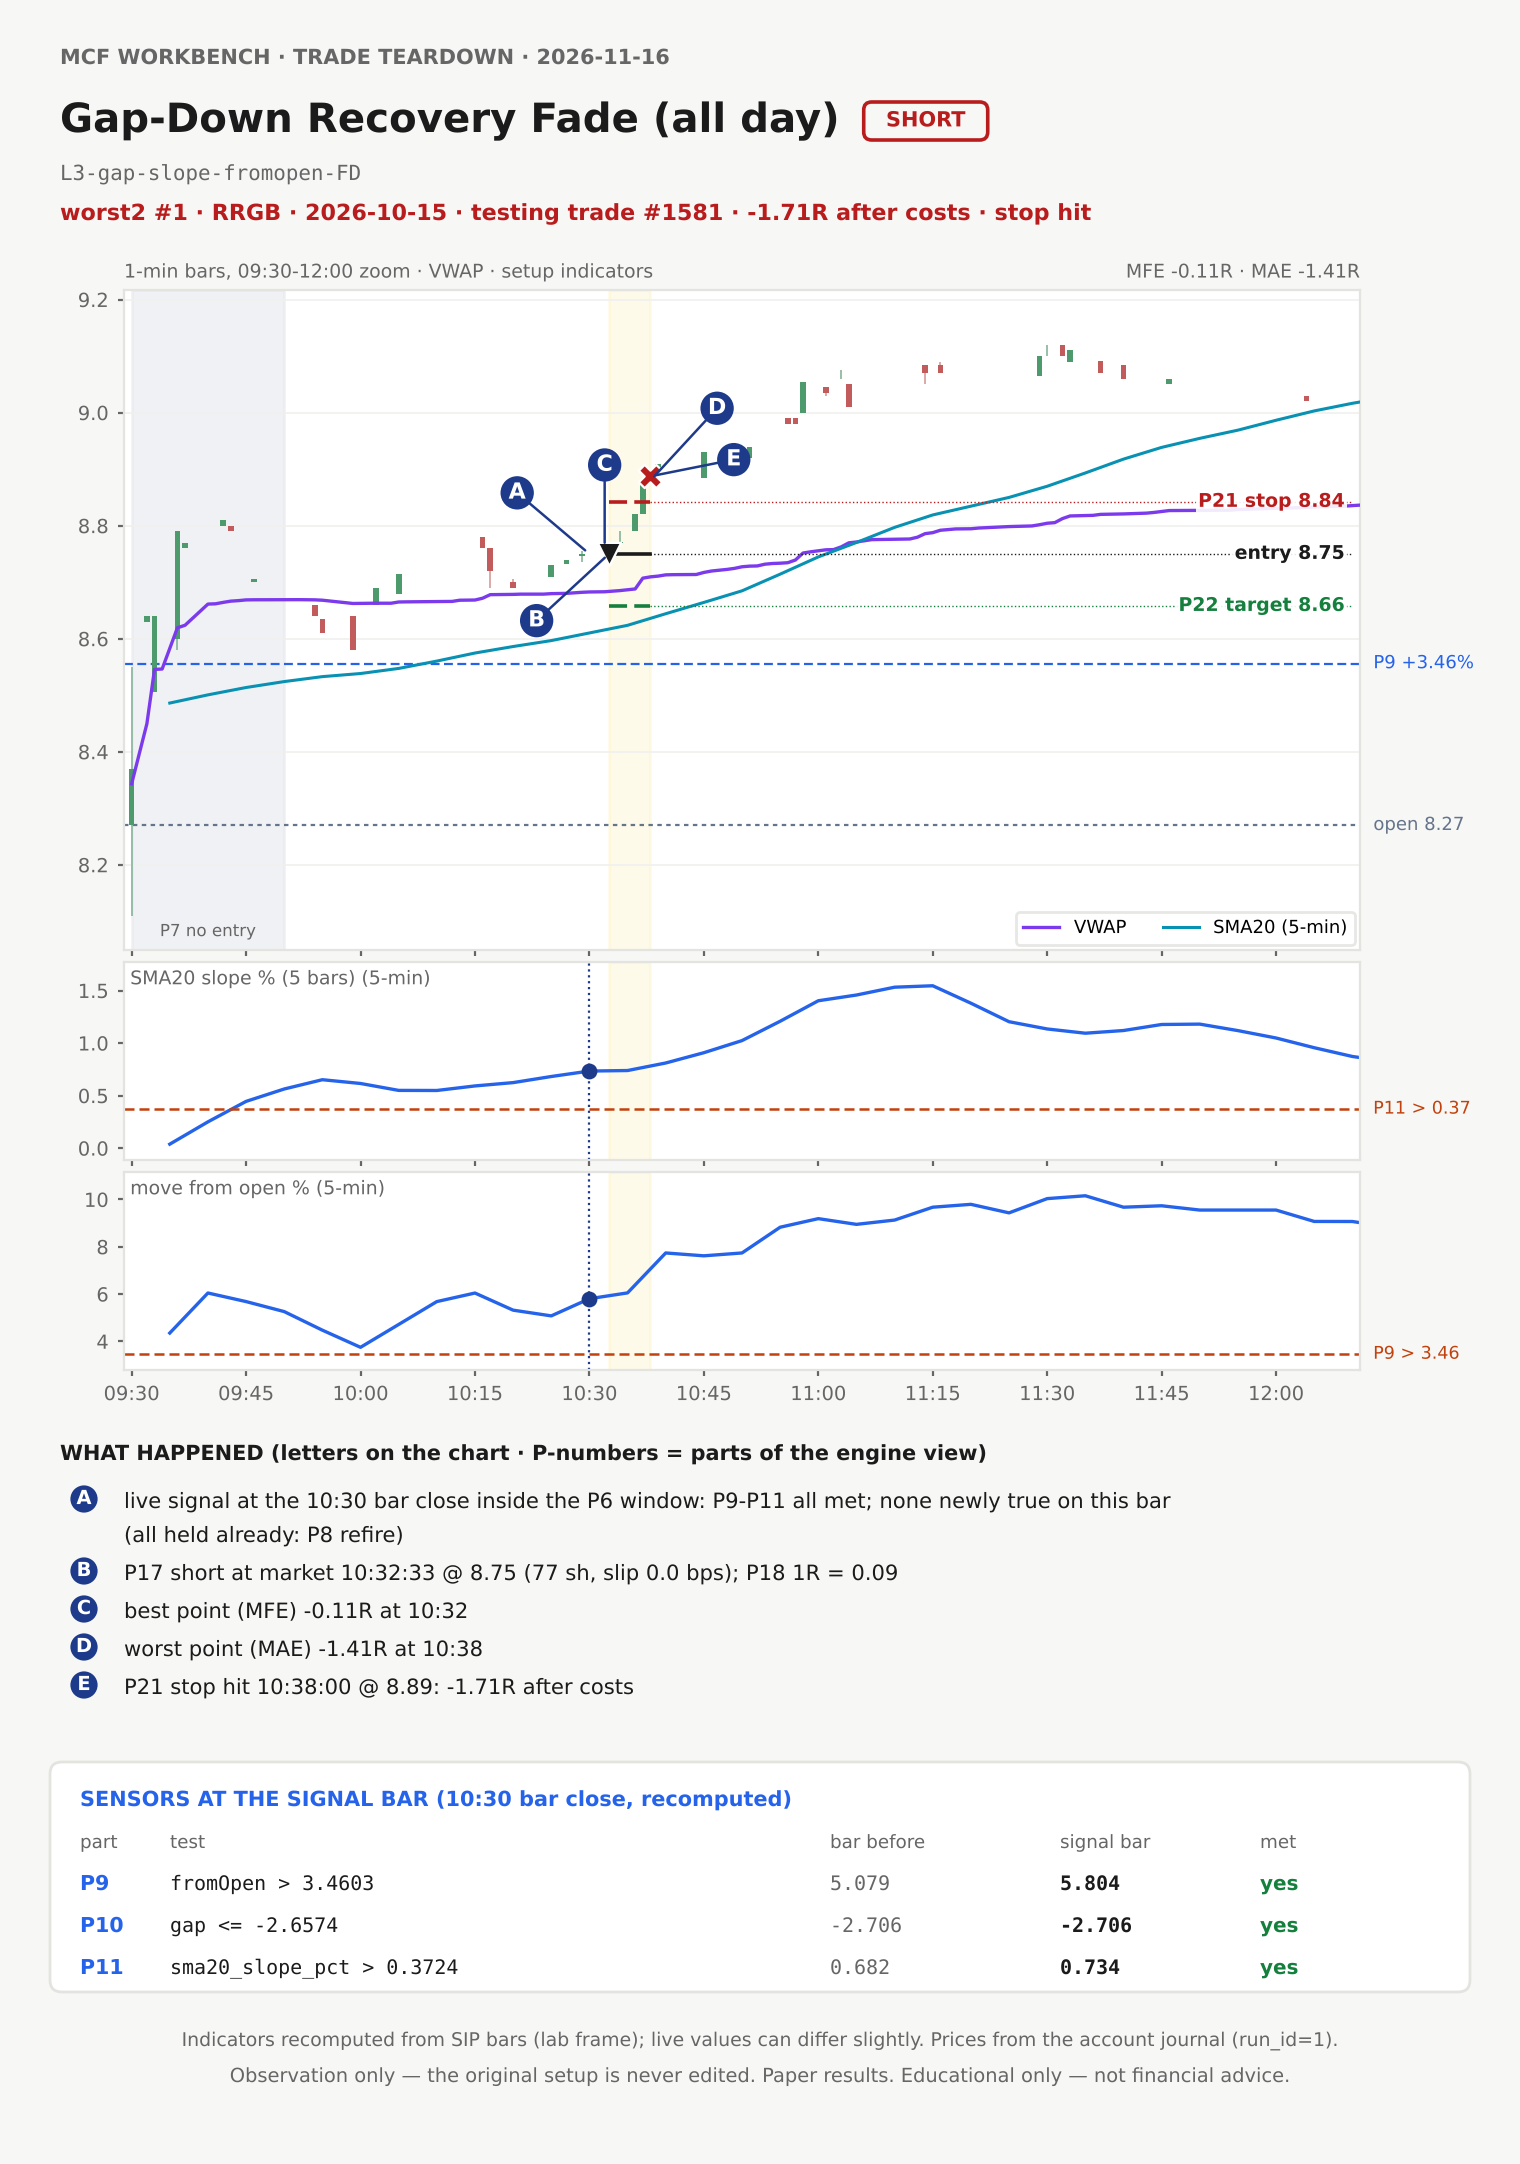 MCF WORKBENCH · TRADE TEARDOWN · 2026-11-16
Gap-Down Recovery Fade (all day) SHORT
L3-gap-slope-fromopen-FD
worst2 #1 · RRGB · 2026-10-15 · testing trade #1581 · -1.71R after costs · stop hit
1-min bars, 09:30-12:00 zoom · VWAP · setup indicators MFE -0.11R · MAE -1.41R
9.2
9.0
8.8
8.6
8.4
8.2
A
B
C
D
E
P21 stop 8.84
entry 8.75
P22 target 8.66
P9 +3.46%
open 8.27
P7 no entry
VWAP SMA20 (5-min)
SMA20 slope % (5 bars) (5-min)
1.5
1.0
0.5
0.0
P11 > 0.37
move from open % (5-min)
10
8
6
4
P9 > 3.46
09:30 09:45 10:00 10:15 10:30 10:45 11:00 11:15 11:30 11:45 12:00
WHAT HAPPENED (letters on the chart · P-numbers = parts of the engine view)
A live signal at the 10:30 bar close inside the P6 window: P9-P11 all met; none newly true on this bar
(all held already: P8 refire)
B P17 short at market 10:32:33 @ 8.75 (77 sh, slip 0.0 bps); P18 1R = 0.09
C best point (MFE) -0.11R at 10:32
D worst point (MAE) -1.41R at 10:38
E P21 stop hit 10:38:00 @ 8.89: -1.71R after costs
SENSORS AT THE SIGNAL BAR (10:30 bar close, recomputed)
part test bar before signal bar met
P9 fromOpen > 3.4603 5.079 5.804 yes
P10 gap <= -2.6574 -2.706 -2.706 yes
P11 sma20_slope_pct > 0.3724 0.682 0.734 yes
Indicators recomputed from SIP bars (lab frame); live values can differ slightly. Prices from the account journal (run_id=1).
Observation only — the original setup is never edited. Paper results. Educational only — not financial advice.